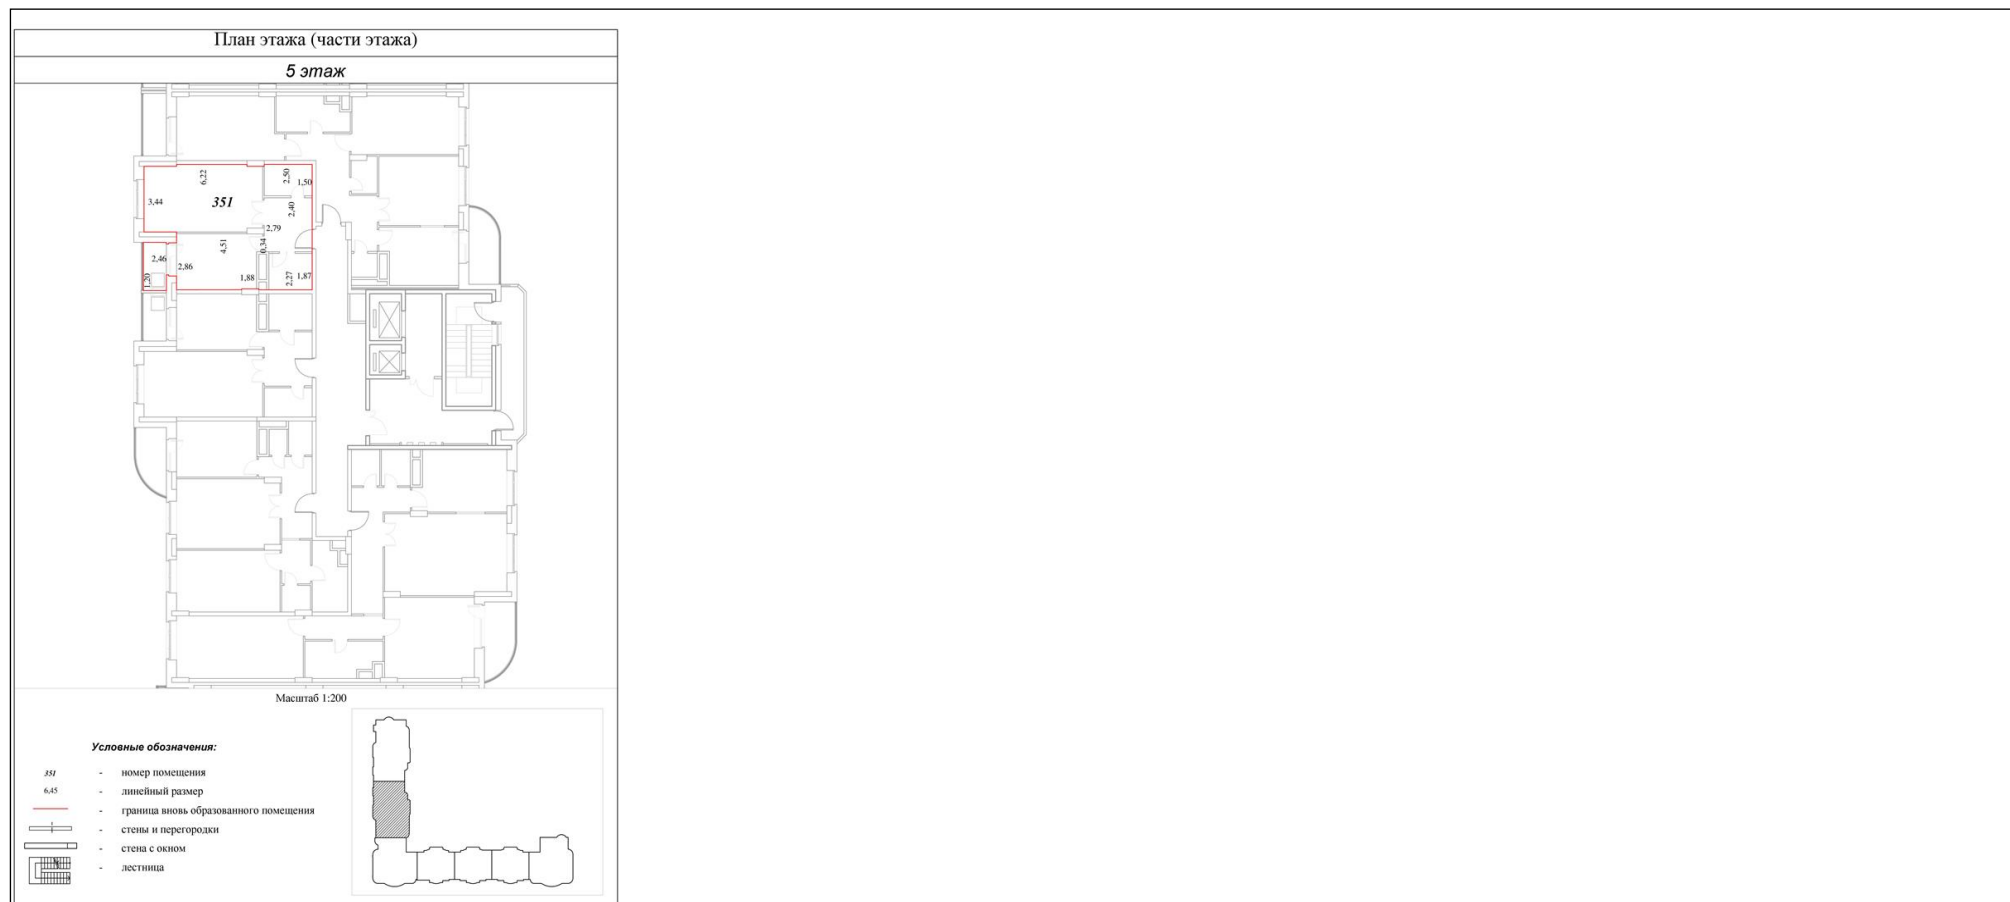 План этажа (части этажа)
5 этаж
6,22
2,50
1,50
3,44
351
2,40
2,79
4,51
0,34
2,46
2,86
1,20
1,88
2,27
1,87
Масштаб 1:200
Условные обозначения:
351 - номер помещения
6,45 - линейный размер
- граница вновь образованного помещения
- стены и перегородки
- стена с окном
- лестница